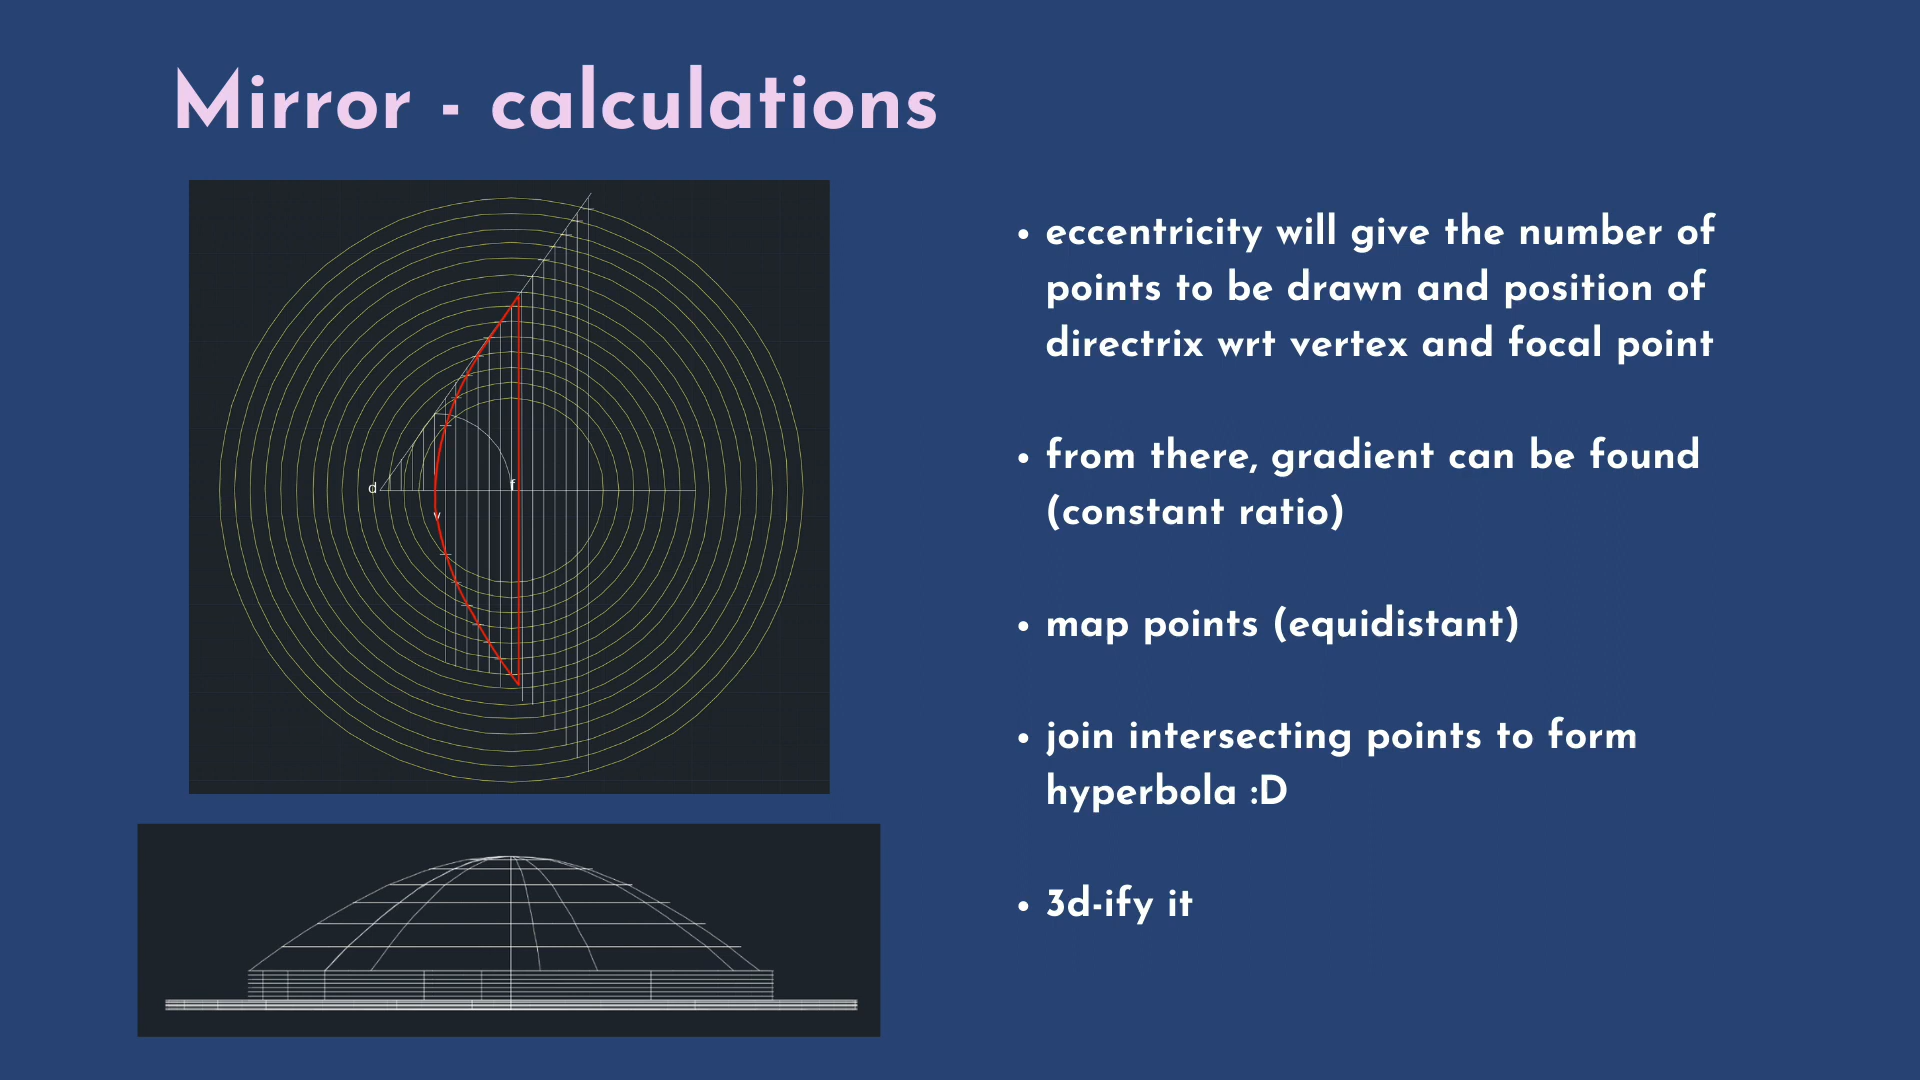 Mirror - calculations
d
f
v
• eccentricity will give the number of
points to be drawn and position of
directrix wrt vertex and focal point
• from there, gradient can be found
(constant ratio)
• map points (equidistant)
• join intersecting points to form
hyperbola :D
• 3d-ify it